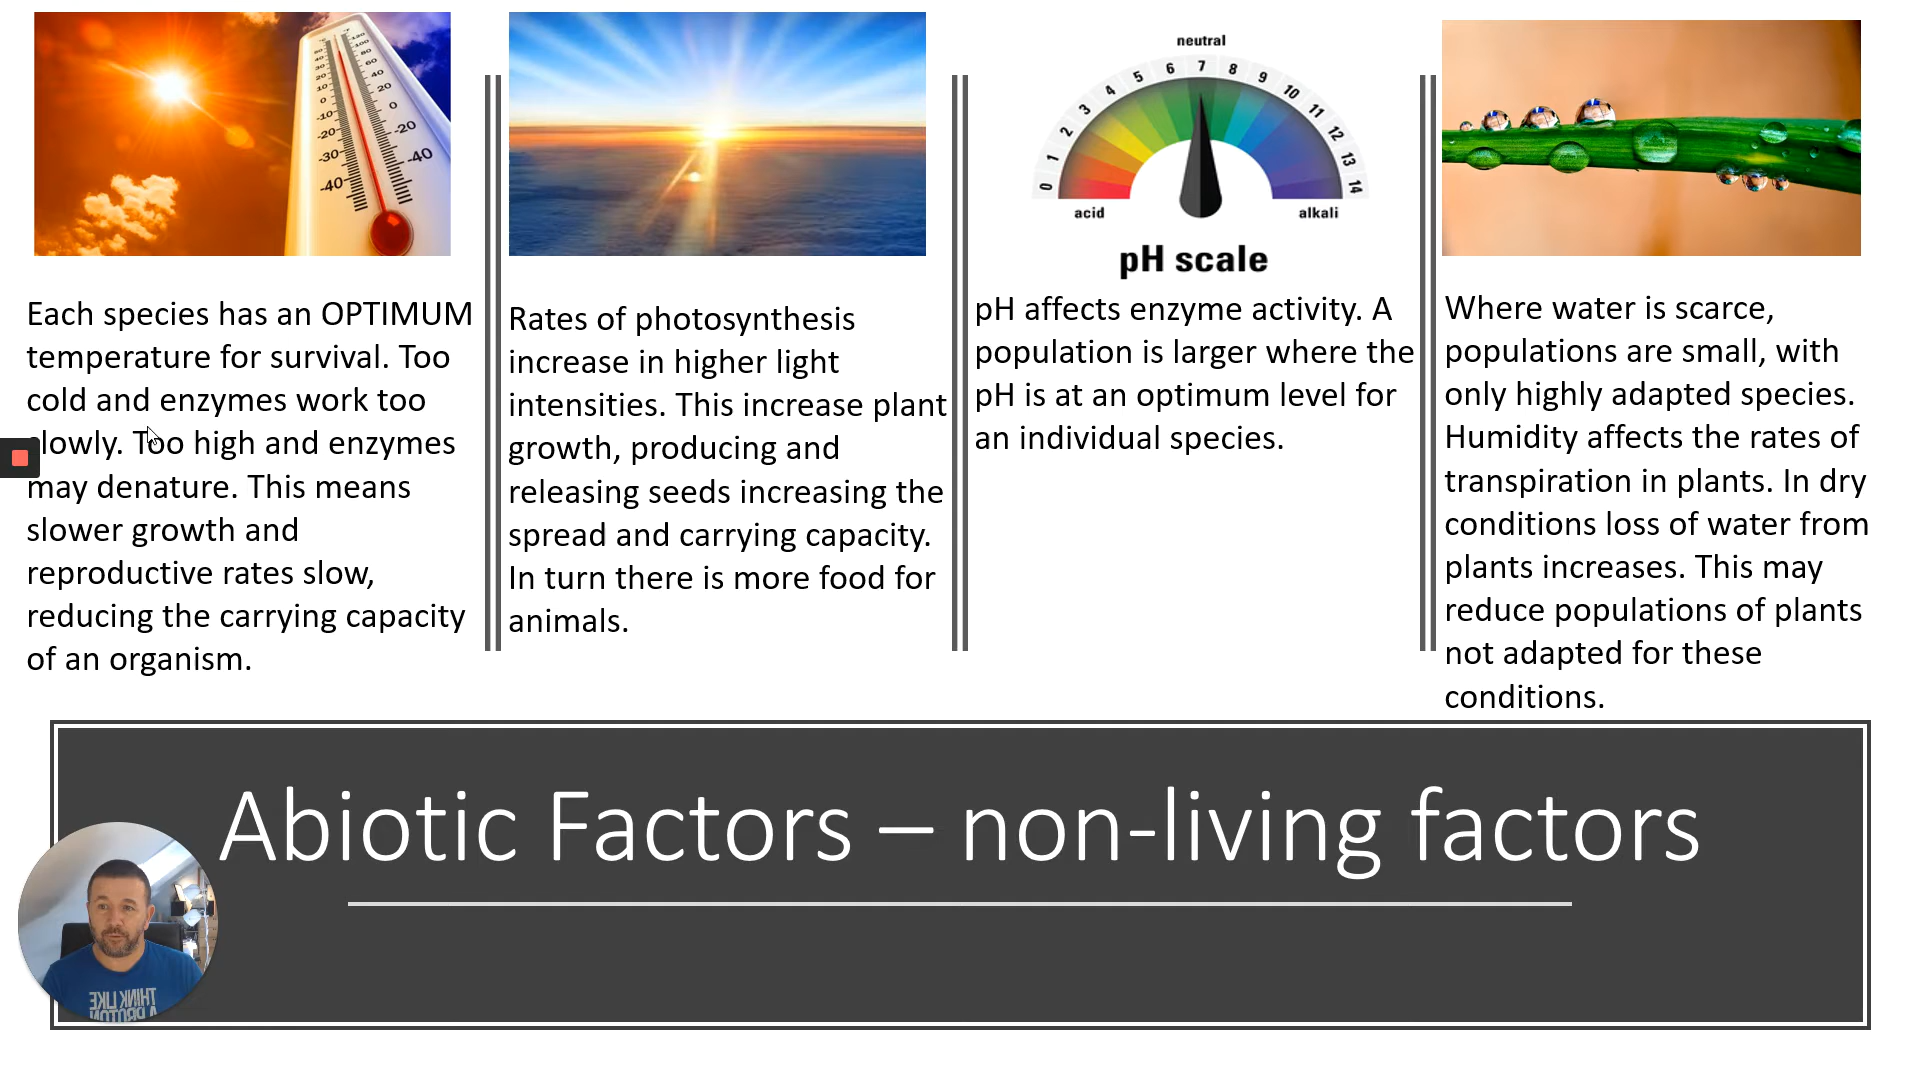 Each species has an OPTIMUM
temperature for survival. Too
cold and enzymes work too
slowly. Too high and enzymes
may denature. This means
slower growth and
reproductive rates slow,
reducing the carrying capacity
of an organism.
Rates of photosynthesis
increase in higher light
intensities. This increase plant
growth, producing and
releasing seeds increasing the
spread and carrying capacity.
In turn there is more food for
animals.
neutral
0 1 2 3 4 5 6 7 8 9 10 11 12 13 14
acid alkali
pH scale
pH affects enzyme activity. A
population is larger where the
pH is at an optimum level for
an individual species.
Where water is scarce,
populations are small, with
only highly adapted species.
Humidity affects the rates of
transpiration in plants. In dry
conditions loss of water from
plants increases. This may
reduce populations of plants
not adapted for these
conditions.
Abiotic Factors – non-living factors
THINK LIKE
A PROTON